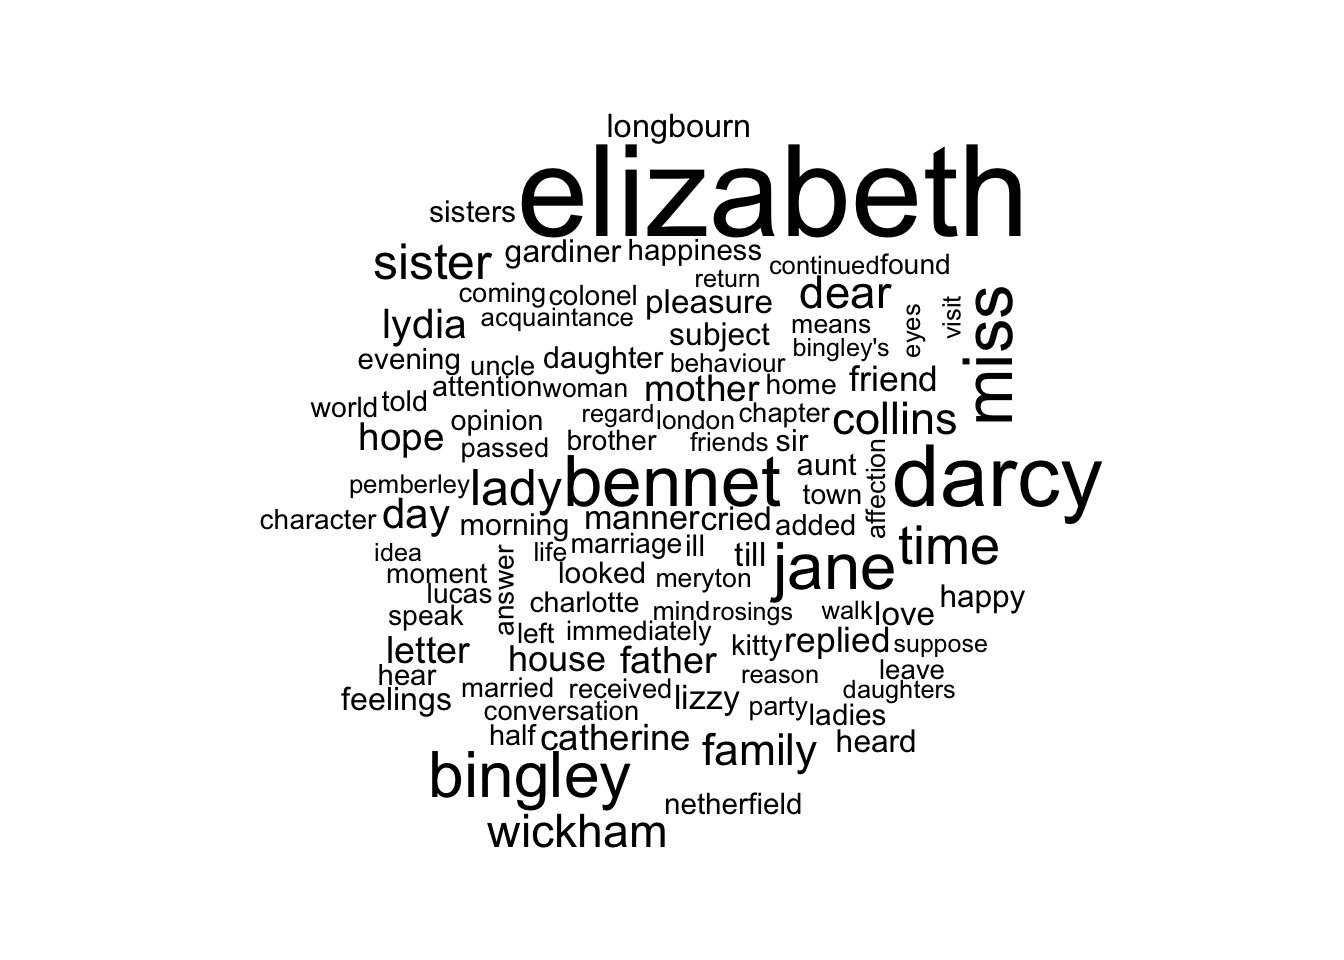 longbourn
elizabeth
sisters
sister gardiner happiness
continued found
return
coming colonel pleasure dear
miss
lydia acquaintance
subject means eyes visit
bingley's
evening uncle daughter behaviour
attention woman mother home friend
world told
opinion regard london chapter collins
hope passed brother friends sir
pemberley lady bennet aunt affection darcy
town
character day morning manner cried added
time
idea life marriage ill till jane
moment answer looked meryton
lucas charlotte mind rosings walk love happy
speak
left immediately kitty replied suppose
letter house father
hear reason leave
feelings married received lizzy daughters
conversation party ladies
half catherine family heard
bingley
netherfield
wickham